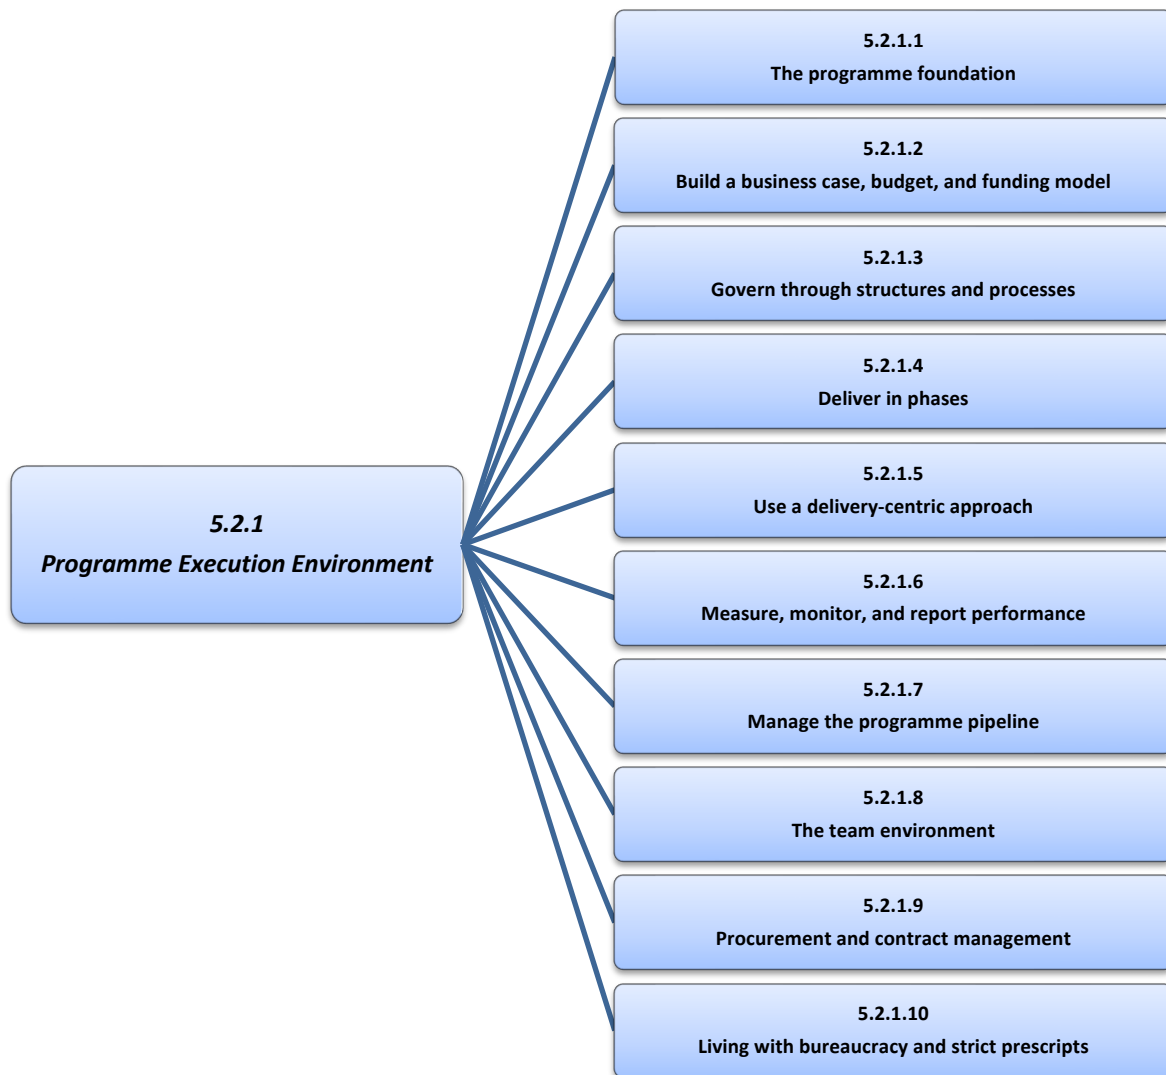 5.2.1.1
The programme foundation
5.2.1.2
Build a business case, budget, and funding model
5.2.1.3
Govern through structures and processes
5.2.1.4
Deliver in phases
5.2.1.5
Use a delivery-centric approach
5.2.1
Programme Execution Environment
5.2.1.6
Measure, monitor, and report performance
5.2.1.7
Manage the programme pipeline
5.2.1.8
The team environment
5.2.1.9
Procurement and contract management
5.2.1.10
Living with bureaucracy and strict prescripts